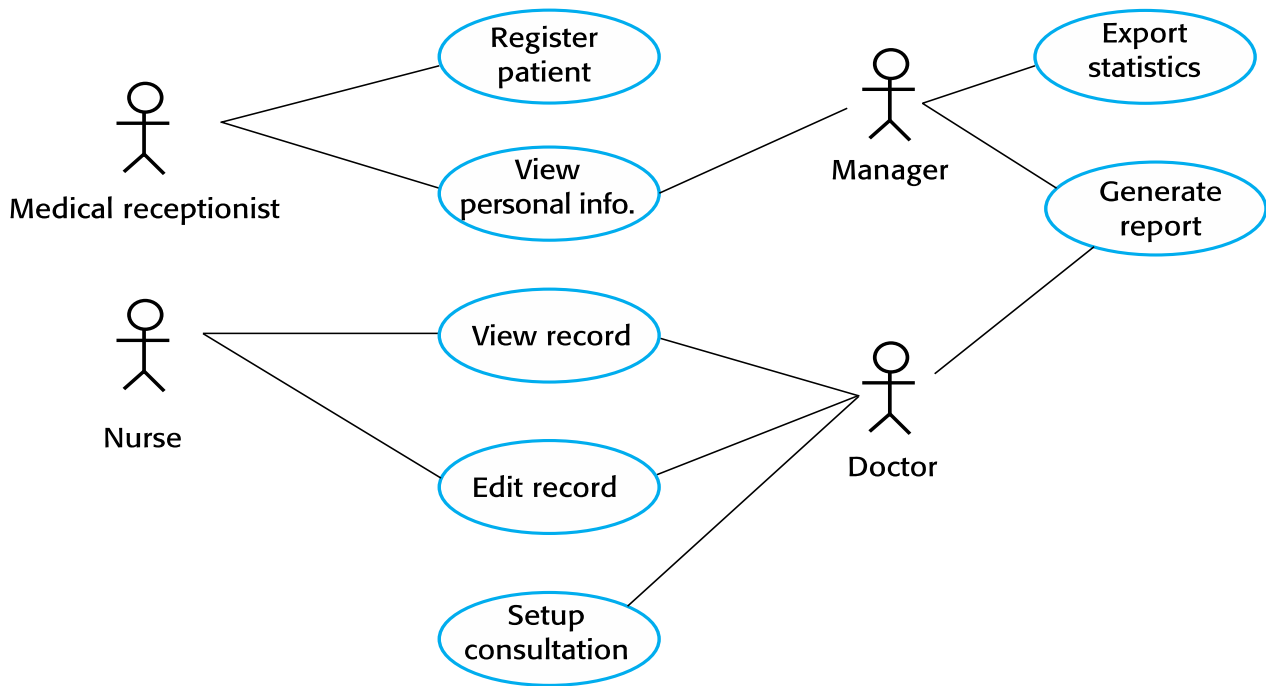 Register
patient
Export
statistics
Medical receptionist
View
personal info.
Manager
Generate
report
Nurse
View record
Doctor
Edit record
Setup
consultation